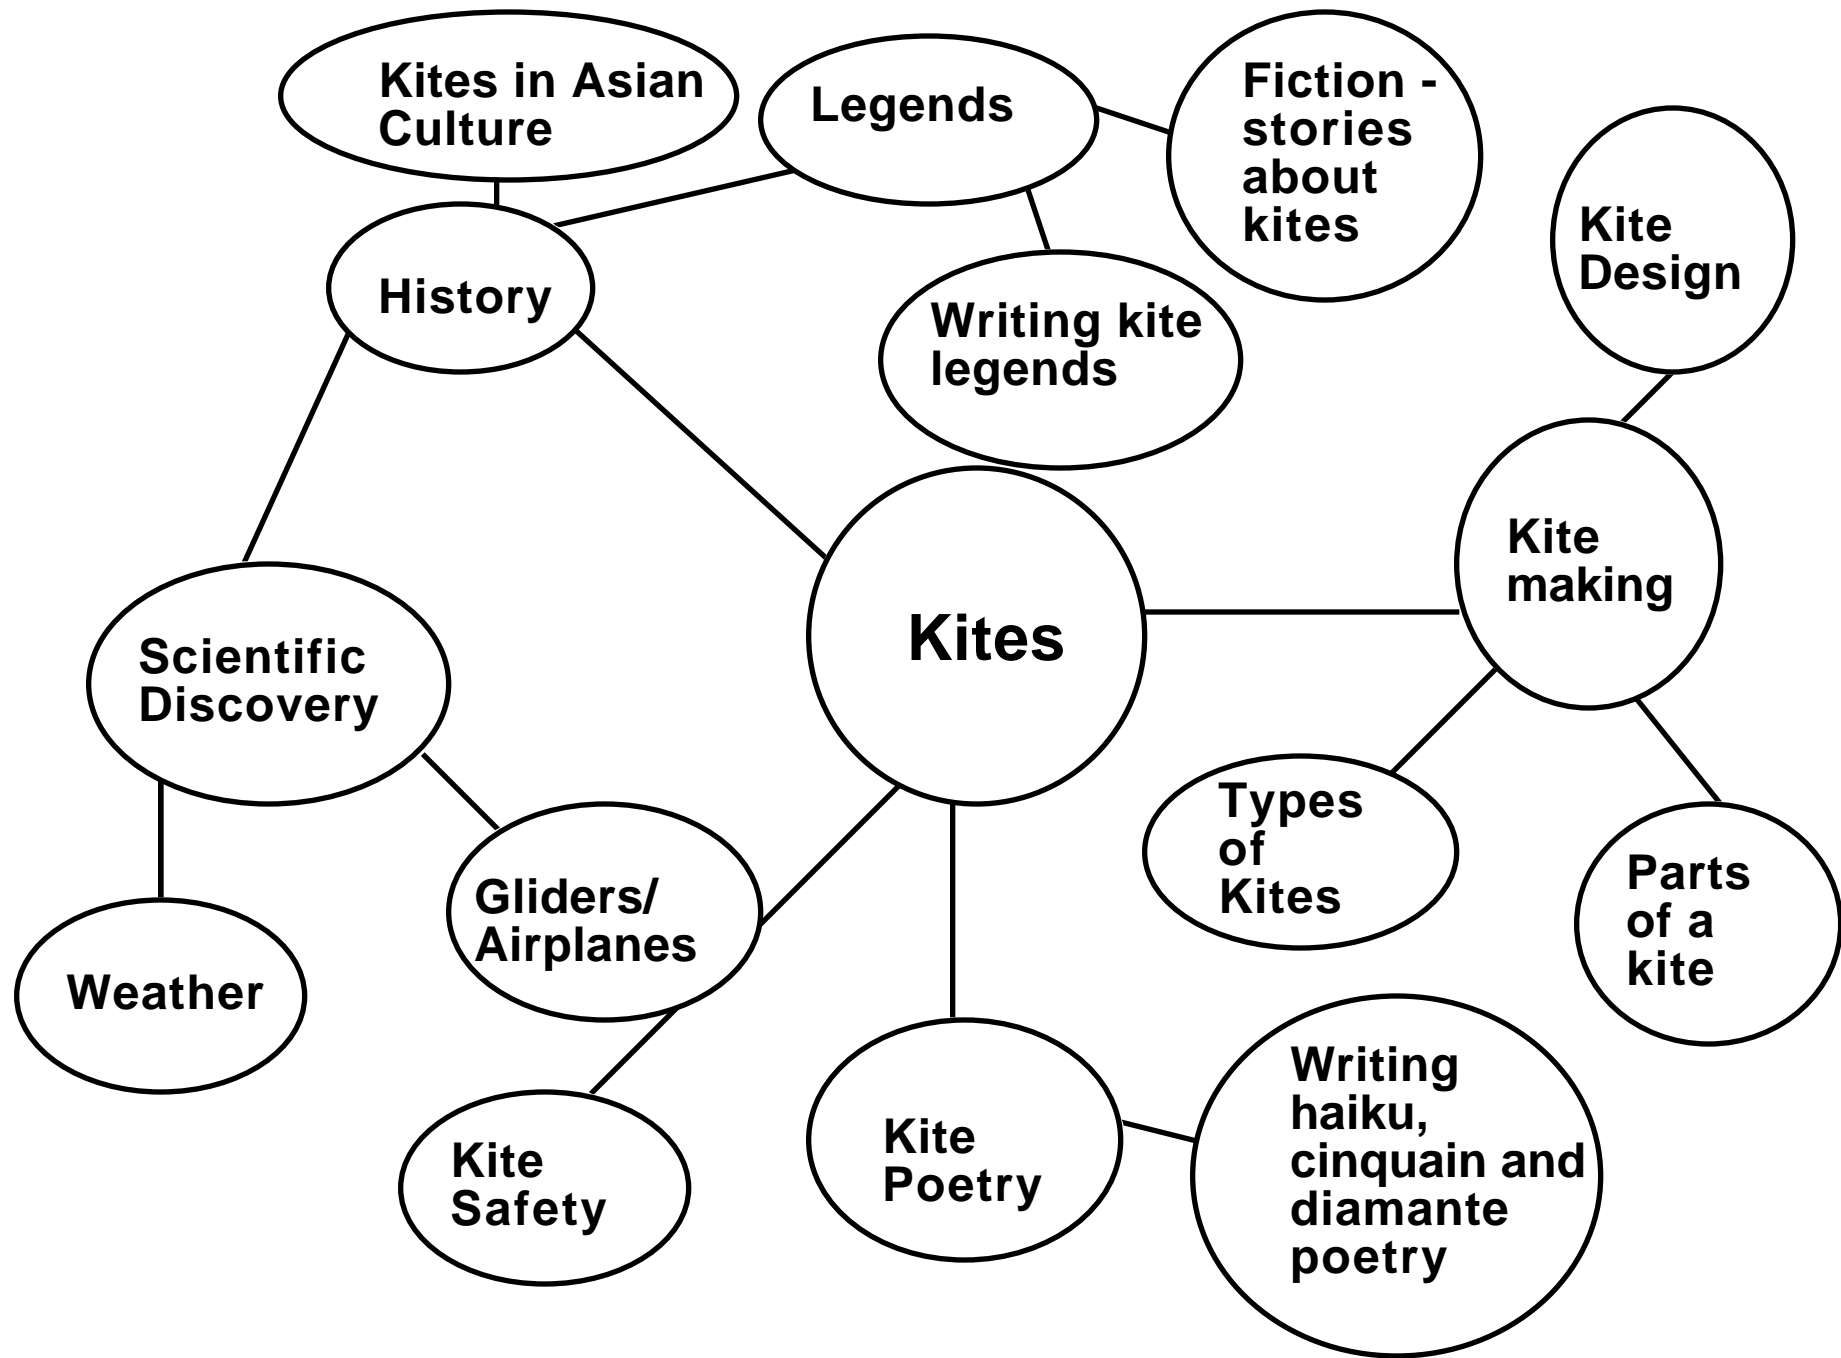 Kites in Asian
Culture
Legends
Fiction -
stories
about
kites
Kite
Design
History
Writing kite
legends
Kite
making
Scientific
Discovery
Kites
Types
of
Kites
Parts
of a
kite
Gliders/
Airplanes
Weather
Kite
Safety
Kite
Poetry
Writing
haiku,
cinquain and
diamante
poetry